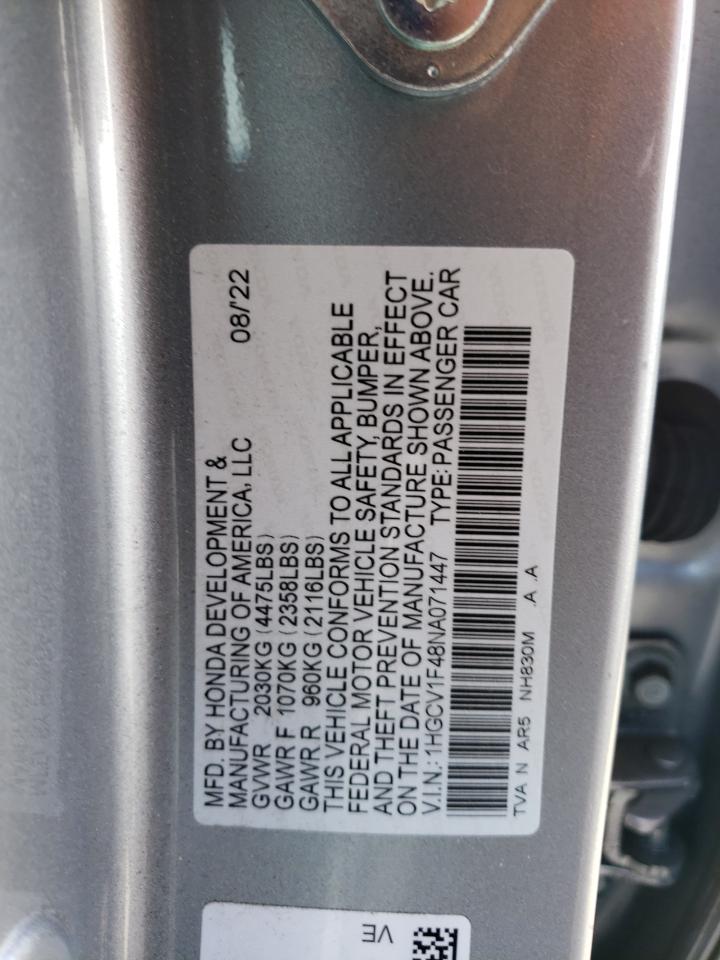 MFD. BY HONDA DEVELOPMENT & 08/'22
MANUFACTURING OF AMERICA, LLC
GVWR 2030KG (4475LBS)
GAWR F 1070KG (2358LBS)
GAWR R 960KG (2116LBS)
THIS VEHICLE CONFORMS TO ALL APPLICABLE
FEDERAL MOTOR VEHICLE SAFETY, BUMPER,
AND THEFT PREVENTION STANDARDS IN EFFECT
ON THE DATE OF MANUFACTURE SHOWN ABOVE.
V.I.N.: 1HGCV1F48NA071447 TYPE: PASSENGER CAR
TVA N AR5 NH830M .A .A
VE